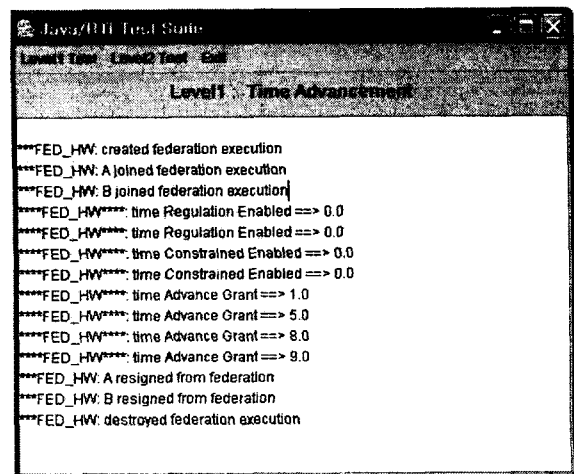 Java/RTI Test Suite
Level1 Test Level2 Test Exit
Level1 : Time Advancement
***FED_HW: created federation execution
***FED_HW: A joined federation execution
***FED_HW: B joined federation execution
****FED_HW****: time Regulation Enabled ==> 0.0
****FED_HW****: time Regulation Enabled ==> 0.0
****FED_HW****: time Constrained Enabled ==> 0.0
****FED_HW****: time Constrained Enabled ==> 0.0
****FED_HW****: time Advance Grant ==> 1.0
****FED_HW****: time Advance Grant ==> 5.0
****FED_HW****: time Advance Grant ==> 8.0
****FED_HW****: time Advance Grant ==> 9.0
***FED_HW: A resigned from federation
***FED_HW: B resigned from federation
***FED_HW: destroyed federation execution